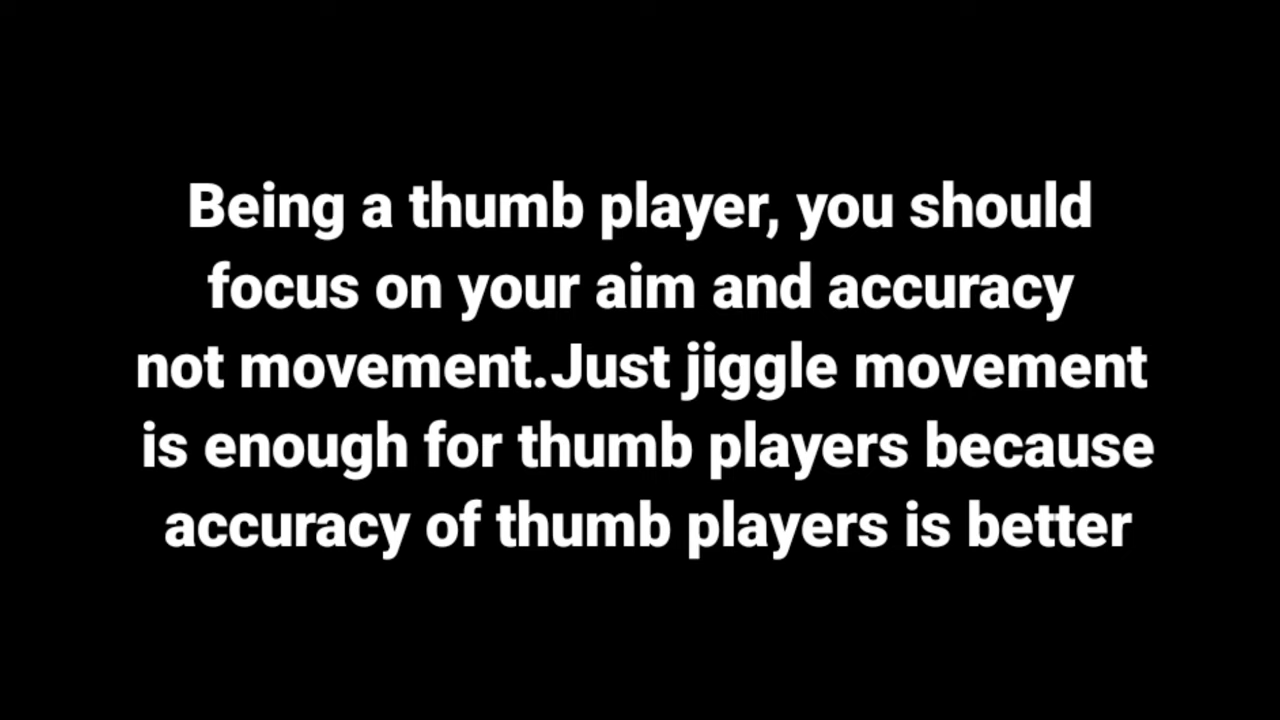 Being a thumb player, you should
focus on your aim and accuracy
not movement.Just jiggle movement
is enough for thumb players because
accuracy of thumb players is better